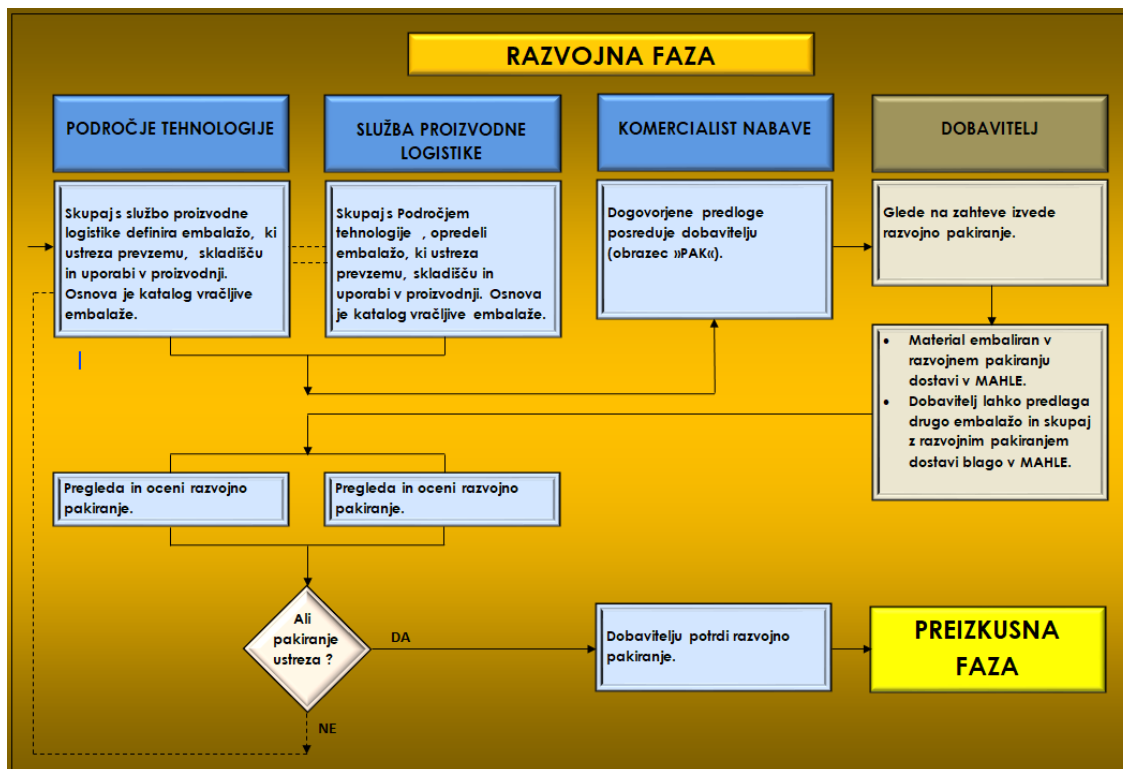 RAZVOJNA FAZA
PODROČJE TEHNOLOGIJE
SLUŽBA PROIZVODNE
LOGISTIKE
KOMERCIALIST NABAVE
DOBAVITELJ
Skupaj s službo proizvodne
logistike definira embalažo, ki
ustreza prevzemu, skladišču
in uporabi v proizvodnji.
Osnova je katalog vračljive
embalaže.
Skupaj s Področjem
tehnologije , opredeli
embalažo, ki ustreza
prevzemu, skladišču in
uporabi v proizvodnji. Osnova
je katalog vračljive embalaže.
Dogovorjene predloge
posreduje dobavitelju
(obrazec »PAK«).
Glede na zahteve izvede
razvojno pakiranje.
• Material embaliran v
razvojnem pakiranju
dostavi v MAHLE.
• Dobavitelj lahko predlaga
drugo embalažo in skupaj
z razvojnim pakiranjem
dostavi blago v MAHLE.
Pregleda in oceni razvojno
pakiranje.
Pregleda in oceni razvojno
pakiranje.
Ali
pakiranje
ustreza ?
DA
NE
Dobavitelju potrdi razvojno
pakiranje.
PREIZKUSNA
FAZA